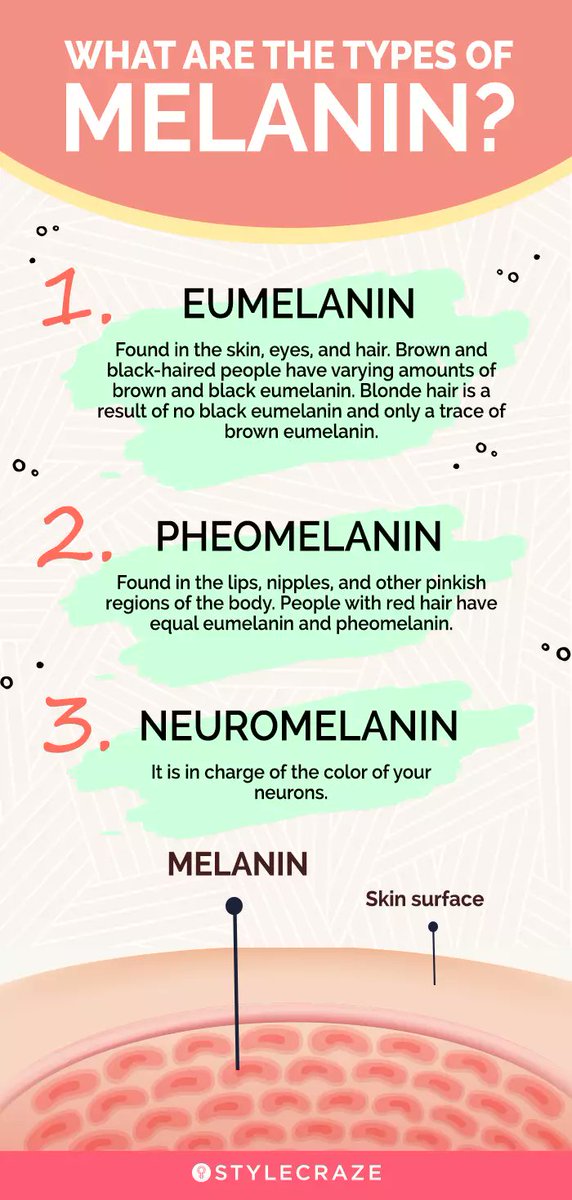 WHAT ARE THE TYPES OF
MELANIN?
1. EUMELANIN
Found in the skin, eyes, and hair. Brown and
black-haired people have varying amounts of
brown and black eumelanin. Blonde hair is a
result of no black eumelanin and only a trace of
brown eumelanin.
2. PHEOMELANIN
Found in the lips, nipples, and other pinkish
regions of the body. People with red hair have
equal eumelanin and pheomelanin.
3. NEUROMELANIN
It is in charge of the color of your
neurons.
MELANIN
Skin surface
STYLECRAZE